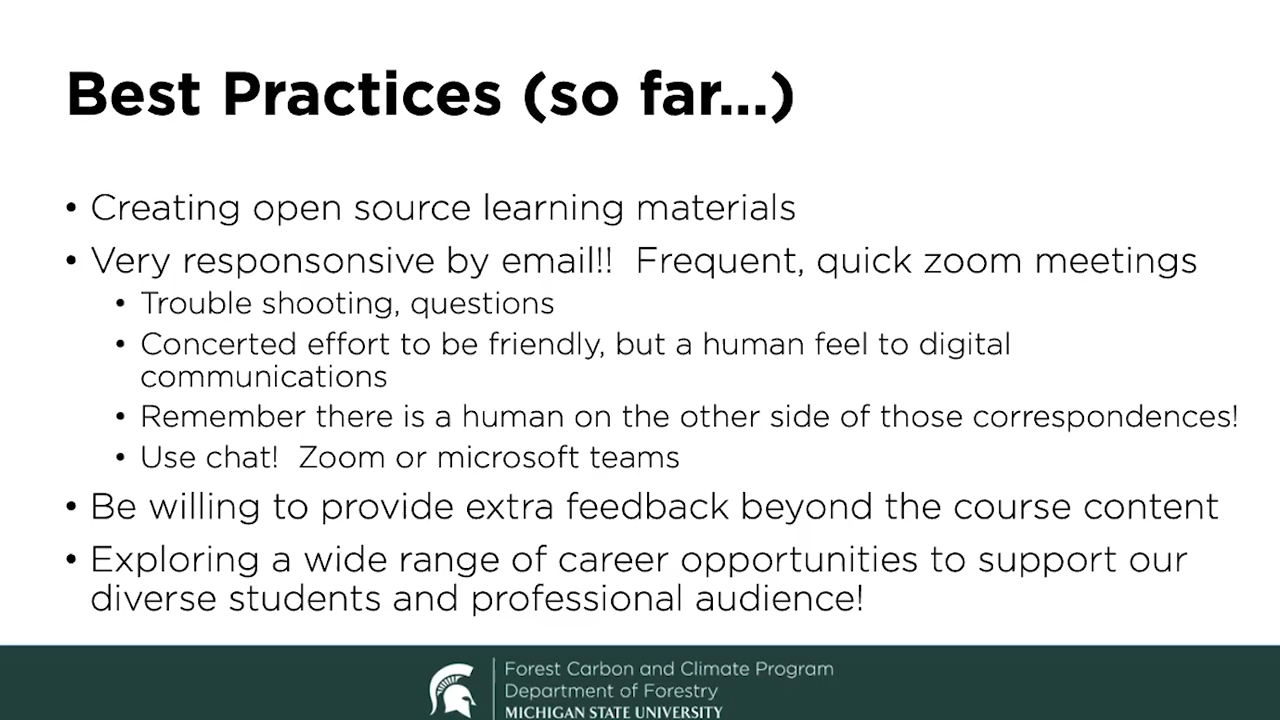 Best Practices (so far...)
• Creating open source learning materials
• Very responsonsive by email!!  Frequent, quick zoom meetings
• Trouble shooting, questions
• Concerted effort to be friendly, but a human feel to digital
communications
• Remember there is a human on the other side of those correspondences!
• Use chat!  Zoom or microsoft teams
• Be willing to provide extra feedback beyond the course content
• Exploring a wide range of career opportunities to support our
diverse students and professional audience!
Forest Carbon and Climate Program
Department of Forestry
MICHIGAN STATE UNIVERSITY